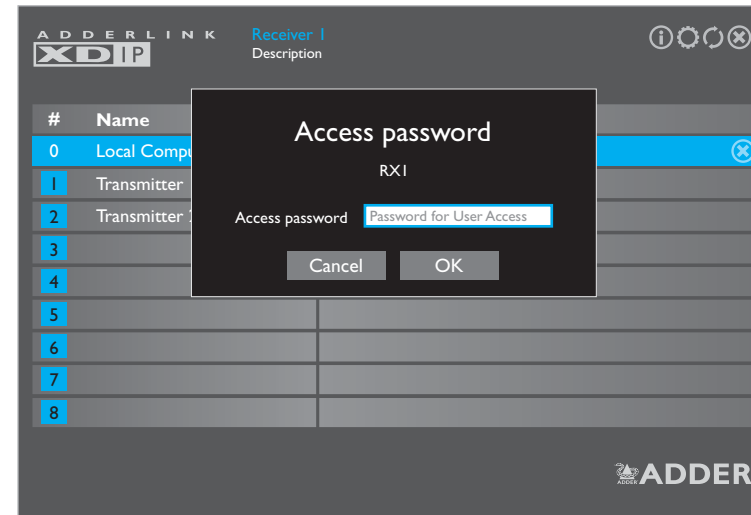 ADDERLINK
XDIP
Receiver 1
Description
# Name
0 Local Compu
1 Transmitter
2 Transmitter
3
4
5
6
7
8
Access password
RX1
Access password Password for User Access
Cancel OK
ADDER
ADDER